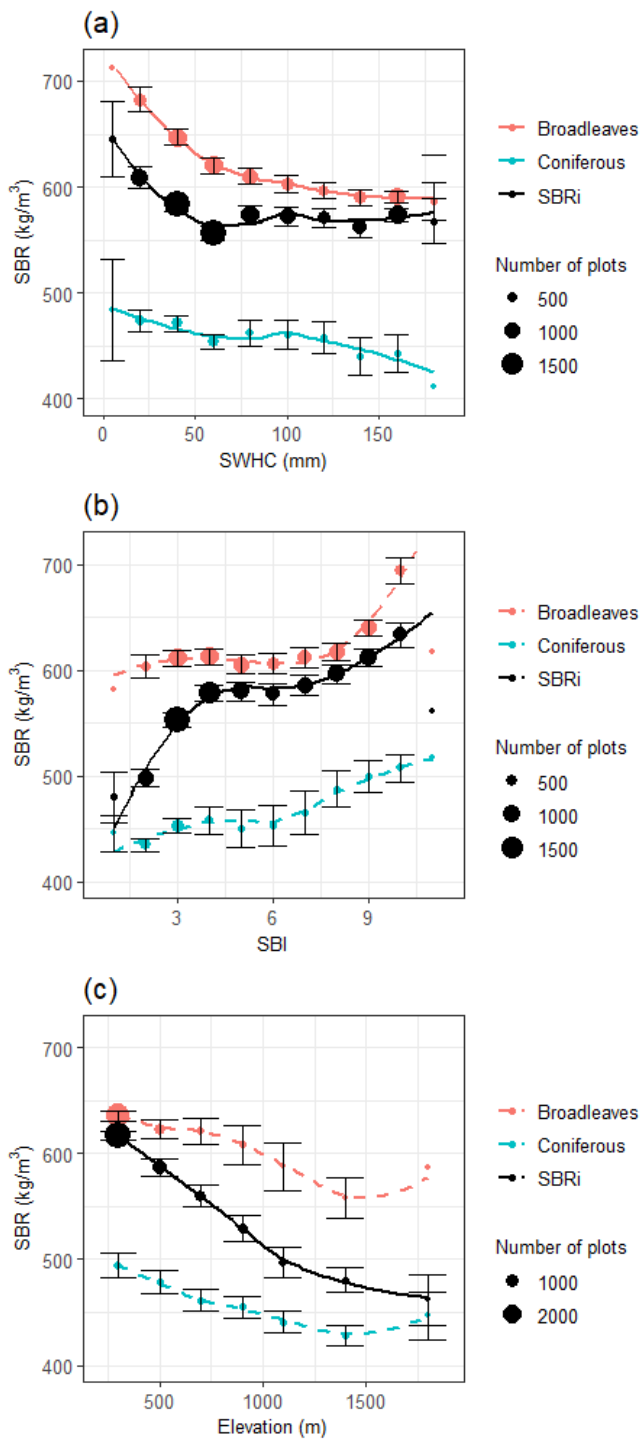 (a)
SBR (kg/m³)
700
600
500
400
0
50
100
150
SWHC (mm)
Broadleaves
Coniferous
SBRi
Number of plots
500
1000
1500
(b)
SBR (kg/m³)
700
600
500
400
3
6
9
SBI
Broadleaves
Coniferous
SBRi
Number of plots
500
1000
1500
(c)
SBR (kg/m³)
700
600
500
400
500
1000
1500
Elevation (m)
Broadleaves
Coniferous
SBRi
Number of plots
1000
2000